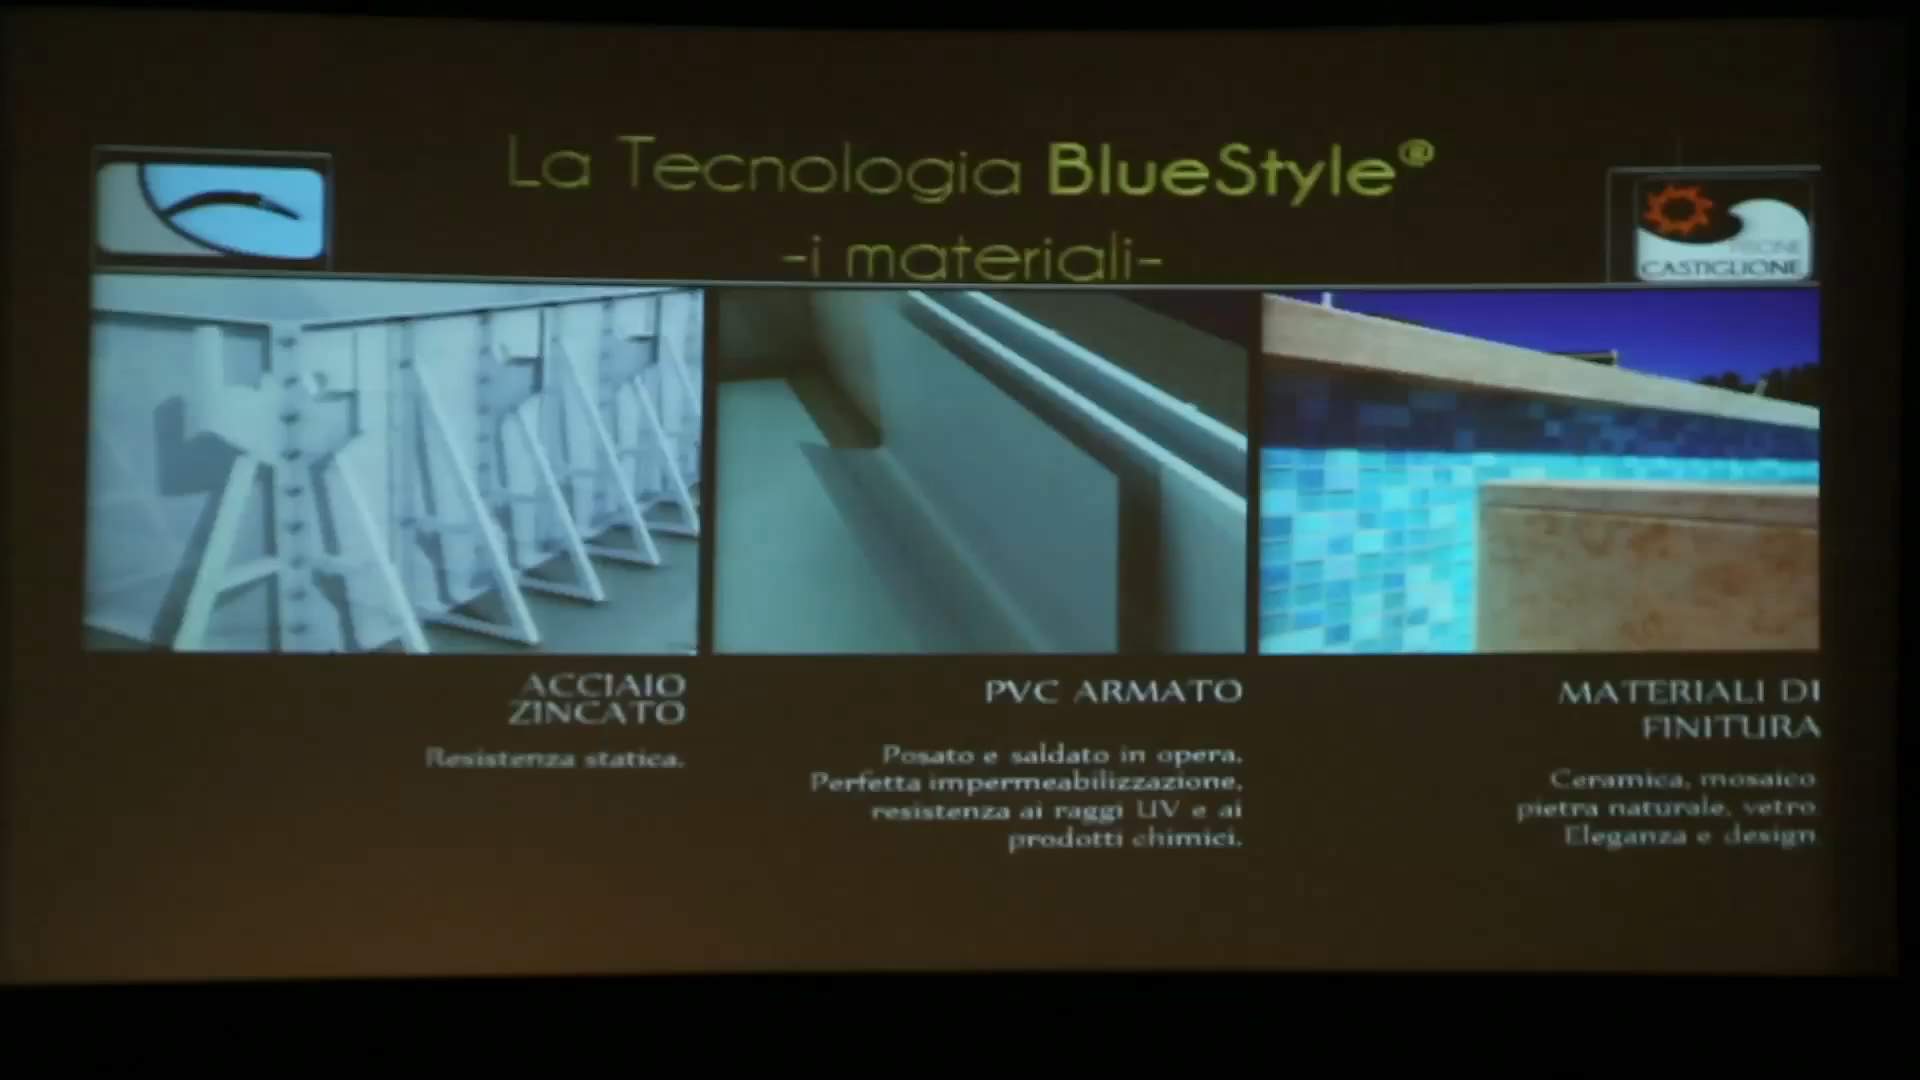 La Tecnologia BlueStyle®
-i materiali-
CASTIGLIONE
ACCIAIO
ZINCATO
Resistenza statica.
PVC ARMATO
Posato e saldato in opera.
Perfetta impermeabilizzazione,
resistenza ai raggi UV e ai
prodotti chimici.
MATERIALI DI
FINITURA
Ceramica, mosaico
pietra naturale, vetro.
Eleganza e design.